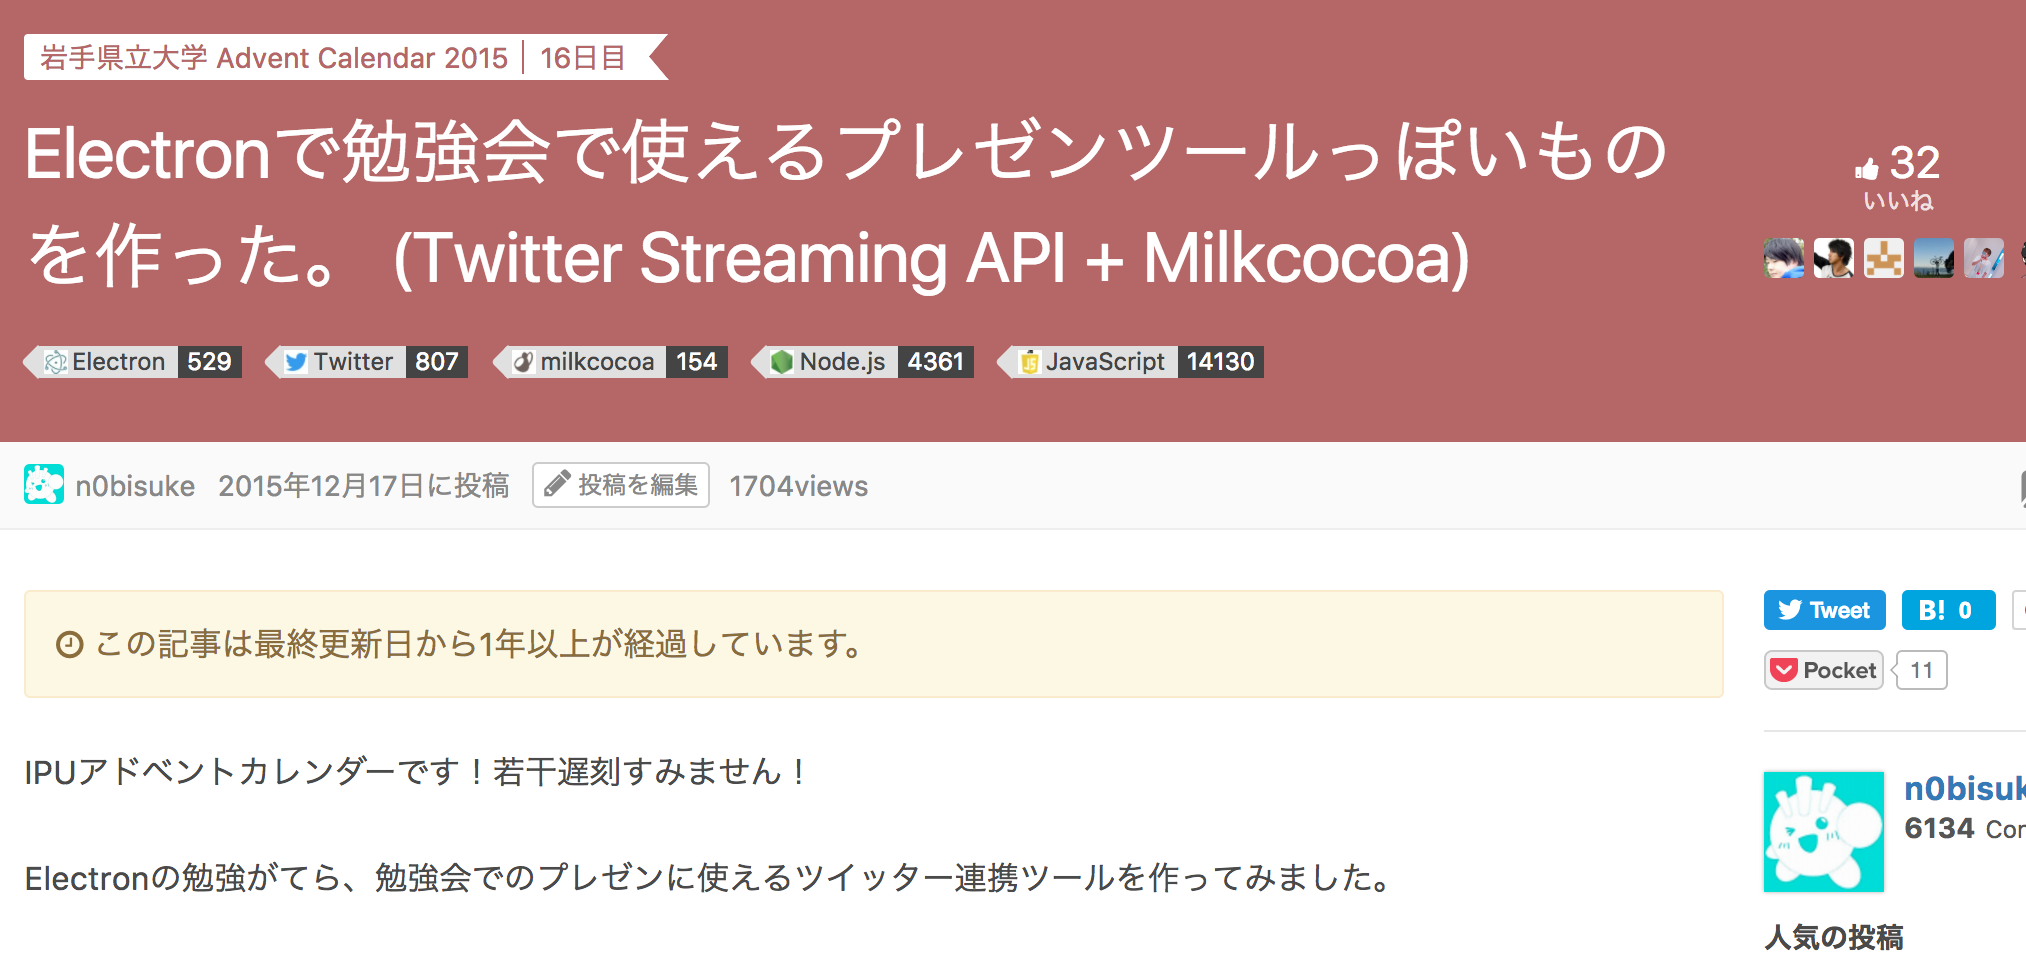 岩手県立大学 Advent Calendar 2015 | 16日目
Electronで勉強会で使えるプレゼンツールっぽいもの
を作った。 (Twitter Streaming API + Milkcocoa)
32
いいね
Electron 529 Twitter 807 milkcocoa 154 Node.js 4361 JS JavaScript 14130
n0bisuke 2015年12月17日に投稿 投稿を編集 1704views
この記事は最終更新日から1年以上が経過しています。
Tweet B! 0
Pocket 11
IPUアドベントカレンダーです！若干遅刻すみません！
Electronの勉強がてら、勉強会でのプレゼンに使えるツイッター連携ツールを作ってみました。
n0bisuk
6134 Con
人気の投稿